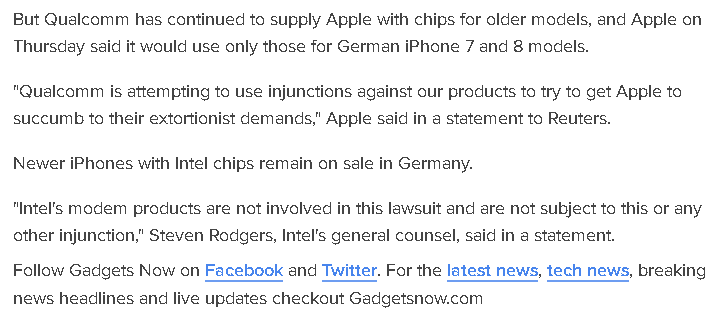 But Qualcomm has continued to supply Apple with chips for older models, and Apple on
Thursday said it would use only those for German iPhone 7 and 8 models.
"Qualcomm is attempting to use injunctions against our products to try to get Apple to
succumb to their extortionist demands," Apple said in a statement to Reuters.
Newer iPhones with Intel chips remain on sale in Germany.
"Intel's modem products are not involved in this lawsuit and are not subject to this or any
other injunction," Steven Rodgers, Intel's general counsel, said in a statement.
Follow Gadgets Now on Facebook and Twitter. For the latest news, tech news, breaking
news headlines and live updates checkout Gadgetsnow.com